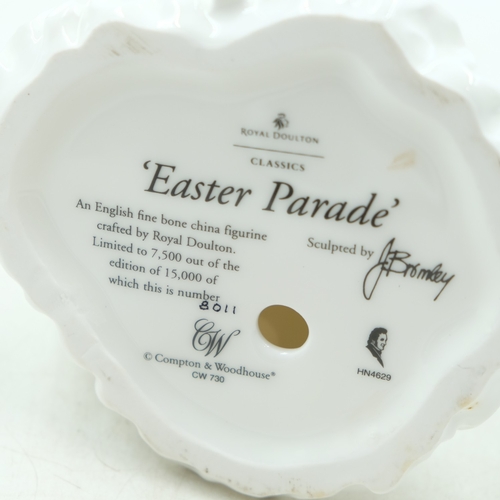 ROYAL DOULTON
CLASSICS
'Easter Parade'
An English fine bone china figurine
crafted by Royal Doulton.
Limited to 7,500 out of the
edition of 15,000 of
which this is number
8011
Sculpted by J. Bromley
CW
© Compton & Woodhouse®
CW 730
HN4629